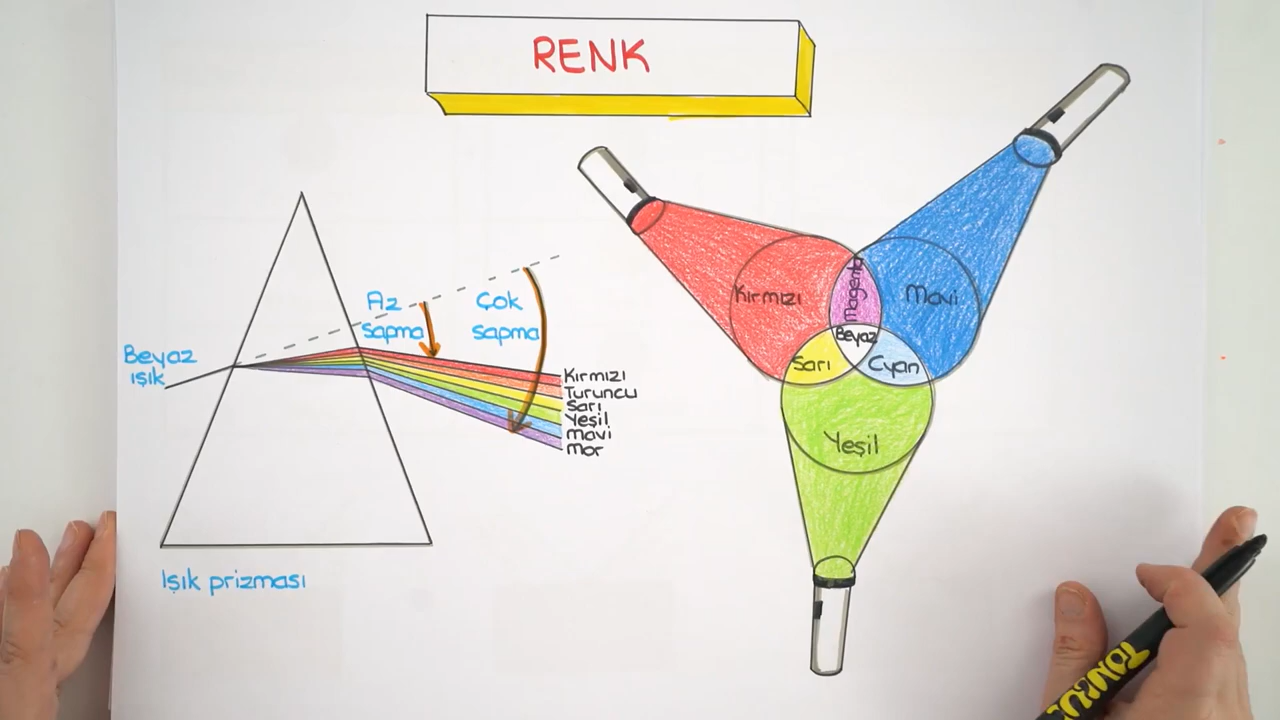 RENK
Beyaz
ışık
Az
sapma
Çok
sapma
Kırmızı
Turuncu
Sarı
Yeşil
Mavi
Mor
Işık prizması
Kırmızı
Magenta
Mavi
Beyaz
Sarı
Cyan
Yeşil
TONGUÇ